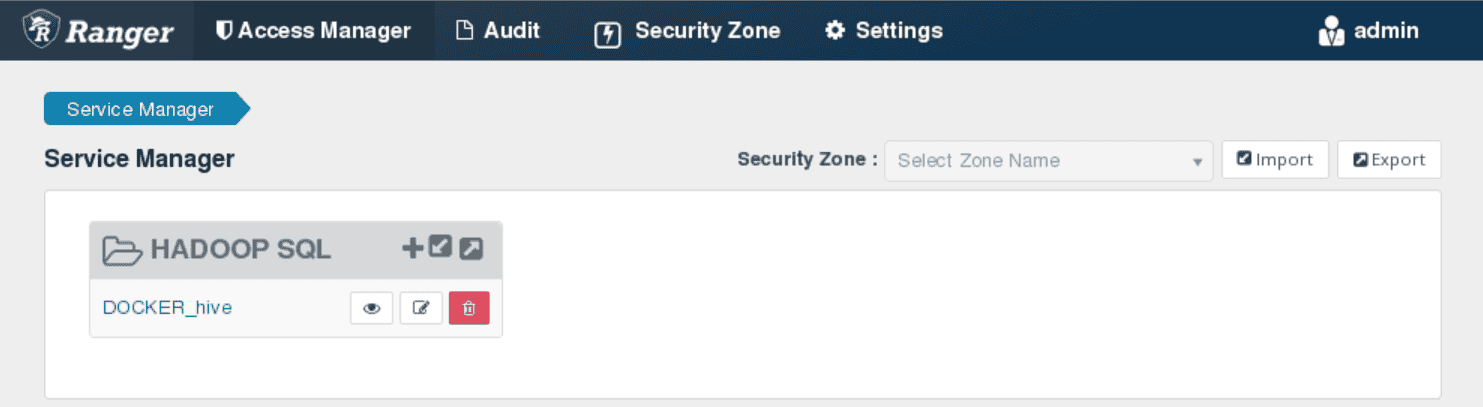 Ranger Access Manager Audit Security Zone Settings admin
Service Manager
Service Manager Security Zone : Select Zone Name Import Export
HADOOP SQL
DOCKER_hive